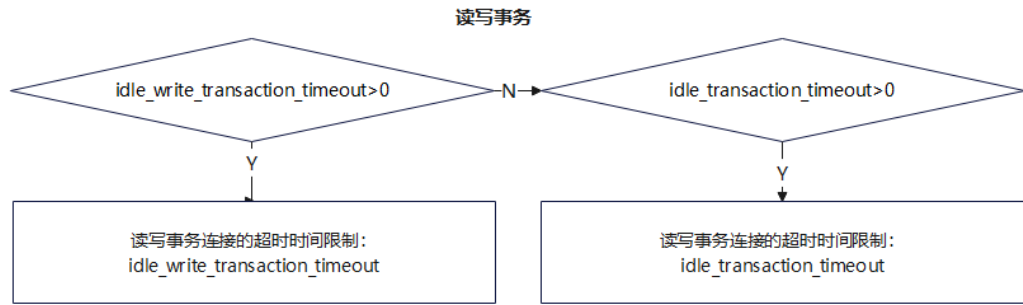 读写事务
idle_write_transaction_timeout>0
N
idle_transaction_timeout>0
Y
Y
读写事务连接的超时时间限制：
idle_write_transaction_timeout
读写事务连接的超时时间限制：
idle_transaction_timeout